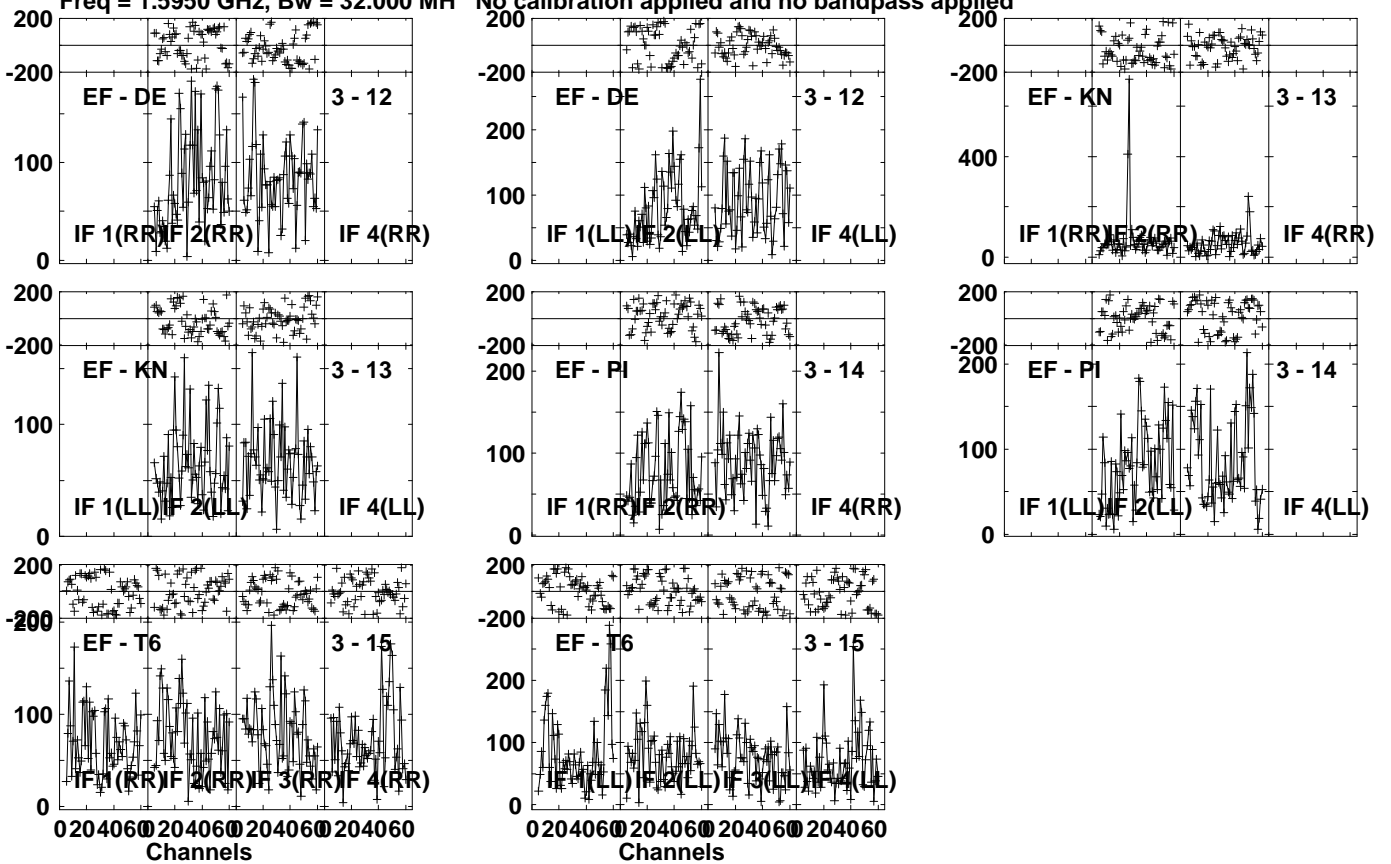 Freq = 1.5950 GHz, Bw = 32.000 MH No calibration applied and no bandpass applied
200 200 200
-200 -200 -200
EF - DE 3 - 12 EF - DE 3 - 12 EF - KN 3 - 13
200 400
100 100
IF 1(RR) IF 2(RR) IF 4(RR) IF 1(LL) IF 2(LL) IF 4(LL) IF 1(RR) IF 2(RR) IF 4(RR)
0 0 0
200 200 200
-200 -200 -200
EF - KN 3 - 13 EF - PI 3 - 14 EF - PI 3 - 14
200 200
100 100 100
IF 1(LL) IF 2(LL) IF 4(LL) IF 1(RR) IF 2(RR) IF 4(RR) IF 1(LL) IF 2(LL) IF 4(LL)
0 0 0
200 200
-200 -200
200
EF - T6 3 - 15 EF - T6 3 - 15
200
100 100
IF 1(RR) IF 2(RR) IF 3(RR) IF 4(RR) IF 1(LL) IF 2(LL) IF 3(LL) IF 4(LL)
0 0
0 20 40 60 0 20 40 60 0 20 40 60 0 20 40 60 0 20 40 60 0 20 40 60 0 20 40 60 0 20 40 60
Channels Channels